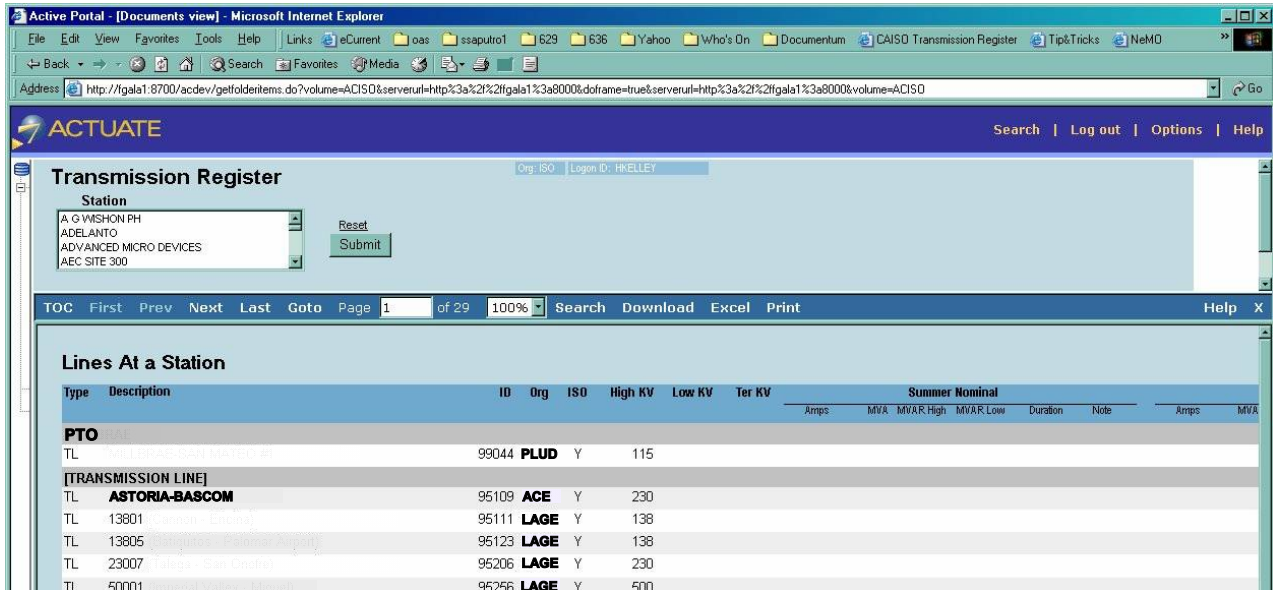 Active Portal - [Documents view] - Microsoft Internet Explorer
File Edit View Favorites Tools Help Links eCurrent oas ssaputro1 629 636 Yahoo Who's On Documentum CAISO Transmission Register Tip&Tricks NeMO »
Back Search Favorites Media
Address http://fgala1:8700/acdev/getfolderitems.do?volume=ACISO&serverurl=http%3a%2f%2ffgala1%3a8000&doframe=true&serverurl=http%3a%2f%2ffgala1%3a8000&volume=ACISO Go
ACTUATE Search | Log out | Options | Help
Org: ISO Logon ID: HKELLEY
Transmission Register
Station
A G WISHON PH
ADELANTO
ADVANCED MICRO DEVICES
AEC SITE 300
Reset
Submit
TOC First Prev Next Last Goto Page 1 of 29 100% Search Download Excel Print Help X
Lines At a Station
Type Description ID Org ISO High KV Low KV Ter KV Summer Nominal
Amps MVA MVAR High MVAR Low Duration Note Amps MVA
PTO
TL MILLBRAE-SAN MATEO #1 99044 PLUD Y 115
[TRANSMISSION LINE]
TL ASTORIA-BASCOM 95109 ACE Y 230
TL 13801 95111 LAGE Y 138
TL 13805 95123 LAGE Y 138
TL 23007 95206 LAGE Y 230
TL 50001 95256 LAGE Y 500